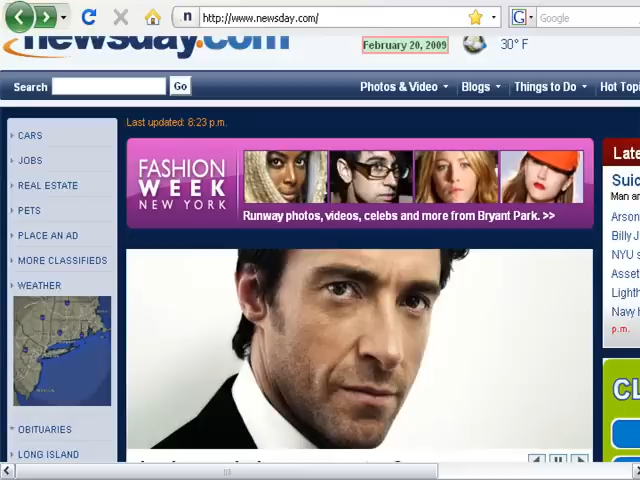 http://www.newsday.com/
Google
newsday.com
February 20, 2009
30° F
Search
Go
Photos & Video
Blogs
Things to Do
Hot Topi
Last updated: 8:23 p.m.
CARS
JOBS
REAL ESTATE
PETS
PLACE AN AD
MORE CLASSIFIEDS
WEATHER
OBITUARIES
LONG ISLAND
FASHION
WEEK
NEW YORK
Runway photos, videos, celebs and more from Bryant Park. >>
Late
Suic
Man ar
Arson
Billy J
NYU s
Asset
Lighth
Navy h
p.m.
CL